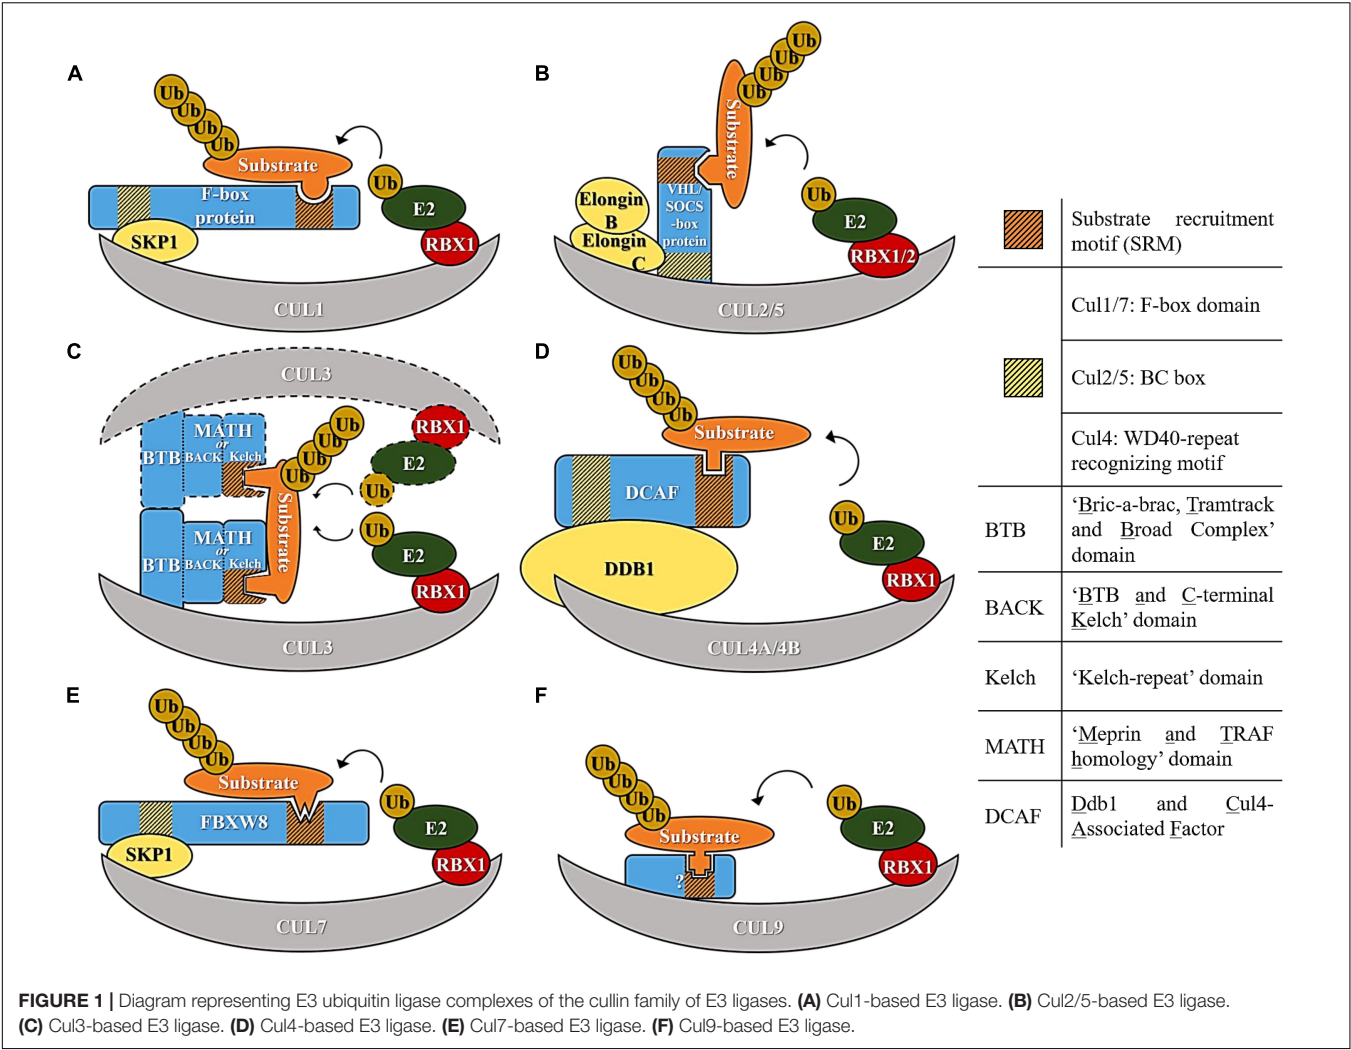 A
Ub
Ub
Ub
Ub
Substrate
F-box
protein
Ub
E2
SKP1
RBX1
CUL1
B
Ub
Ub
Ub
Ub
Substrate
VHL/
SOCS
-box
protein
Elongin
B
Elongin
C
Ub
E2
RBX1/2
CUL2/5
C
CUL3
BTB
MATH
or
BACK Kelch
Ub
Ub
Ub
Ub
Substrate
RBX1
E2
Ub
BTB
MATH
or
BACK Kelch
Ub
E2
RBX1
CUL3
D
Ub
Ub
Ub
Ub
Substrate
DCAF
DDB1
Ub
E2
RBX1
CUL4A/4B
E
Ub
Ub
Ub
Ub
Substrate
FBXW8
SKP1
Ub
E2
RBX1
CUL7
F
Ub
Ub
Ub
Ub
Substrate
?
Ub
E2
RBX1
CUL9
Substrate recruitment
motif (SRM)
Cul1/7: F-box domain
Cul2/5: BC box
Cul4: WD40-repeat
recognizing motif
BTB
‘Bric-a-brac, Tramtrack
and Broad Complex’
domain
BACK
‘BTB and C-terminal
Kelch’ domain
Kelch
‘Kelch-repeat’ domain
MATH
‘Meprin and TRAF
homology’ domain
DCAF
Ddb1 and Cul4-
Associated Factor
FIGURE 1 | Diagram representing E3 ubiquitin ligase complexes of the cullin family of E3 ligases. (A) Cul1-based E3 ligase. (B) Cul2/5-based E3 ligase.
(C) Cul3-based E3 ligase. (D) Cul4-based E3 ligase. (E) Cul7-based E3 ligase. (F) Cul9-based E3 ligase.